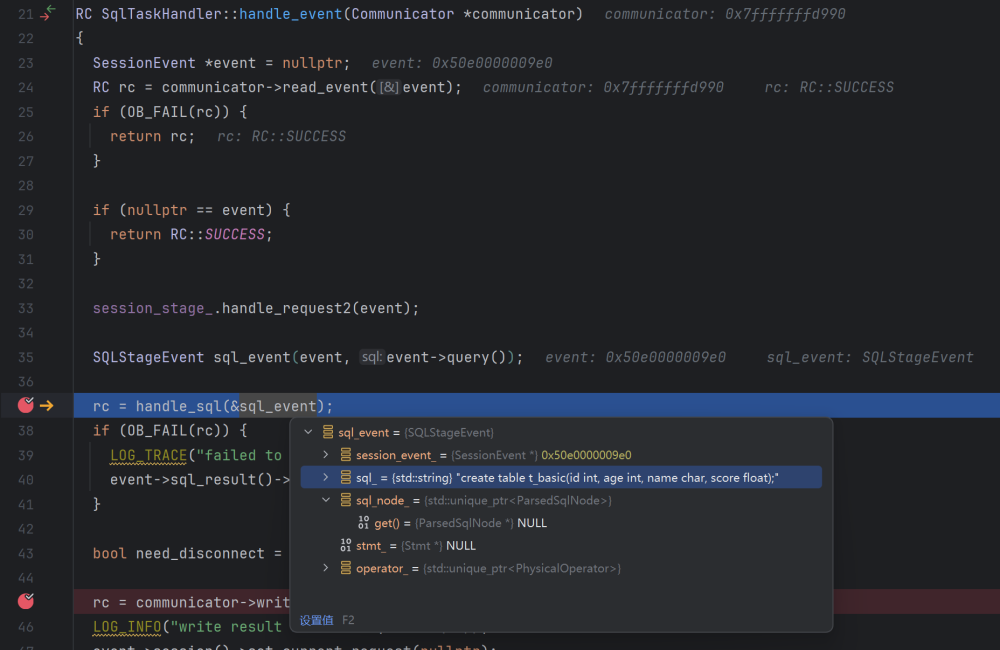 21 RC SqlTaskHandler::handle_event(Communicator *communicator) communicator: 0x7fffffffd990
22 {
23 SessionEvent *event = nullptr; event: 0x50e0000009e0
24 RC rc = communicator->read_event([&]event); communicator: 0x7fffffffd990 rc: RC::SUCCESS
25 if (OB_FAIL(rc)) {
26 return rc; rc: RC::SUCCESS
27 }
28
29 if (nullptr == event) {
30 return RC::SUCCESS;
31 }
32
33 session_stage_.handle_request2(event);
34
35 SQLStageEvent sql_event(event, sql: event->query()); event: 0x50e0000009e0 sql_event: SQLStageEvent
36
rc = handle_sql(&sql_event);
38 if (OB_FAIL(rc)) {
39 LOG_TRACE("failed to
40 event->sql_result()->
41 }
42
43 bool need_disconnect =
44
rc = communicator->writ
46 LOG_INFO("write result
sql_event = (SQLStageEvent)
session_event_ = (SessionEvent *) 0x50e0000009e0
sql_ = {std::string} "create table t_basic(id int, age int, name char, score float);"
sql_node_ = {std::unique_ptr<ParsedSqlNode>}
get() = (ParsedSqlNode *) NULL
stmt_ = (Stmt *) NULL
operator_ = {std::unique_ptr<PhysicalOperator>}
设置值 F2